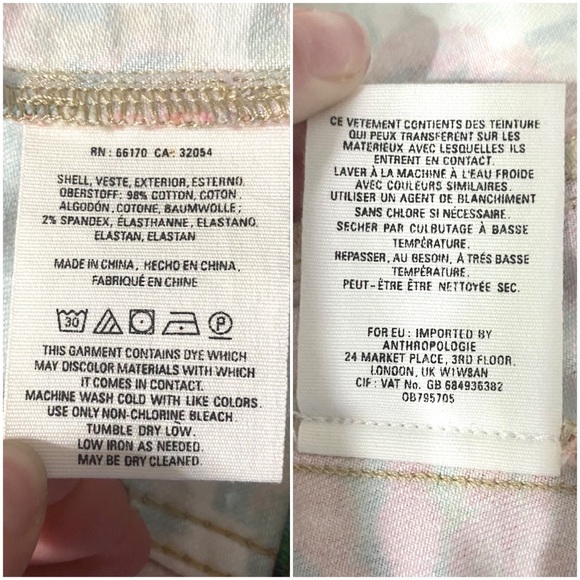 RN : 66170 CA : 32054
SHELL, VESTE, EXTERIOR, ESTERNO,
OBERSTOFF: 98% COTTON, COTON,
ALGODÓN, COTONE, BAUMWOLLE;
2% SPANDEX, ÉLASTHANNE, ELASTANO,
ELASTAN, ELASTAN
MADE IN CHINA, HECHO EN CHINA,
FABRIQUÉ EN CHINE
30 P
THIS GARMENT CONTAINS DYE WHICH
MAY DISCOLOR MATERIALS WITH WHICH
IT COMES IN CONTACT.
MACHINE WASH COLD WITH LIKE COLORS.
USE ONLY NON-CHLORINE BLEACH.
TUMBLE DRY LOW.
LOW IRON AS NEEDED.
MAY BE DRY CLEANED.
CE VETEMENT CONTIENTS DES TEINTURE
QUI PEUX TRANSFERENT SUR LES
MATERIEUX AVEC LESQUELLES ILS
ENTRENT EN CONTACT.
LAVER À LA MACHINE À L'EAU FROIDE
AVEC COULEURS SIMILAIRES.
UTILISER UN AGENT DE BLANCHIMENT
SANS CHLORE SI NÉCESSAIRE.
SECHER PAR CULBUTAGE À BASSE
TEMPÉRATURE.
REPASSER, AU BESOIN, À TRÉS BASSE
TEMPÉRATURE.
PEUT-ÊTRE ÊTRE NETTOYÉE SEC.
FOR EU : IMPORTED BY
ANTHROPOLOGIE
24 MARKET PLACE, 3RD FLOOR,
LONDON, UK W1W8AN
CIF : VAT No. GB 684936382
OB795705